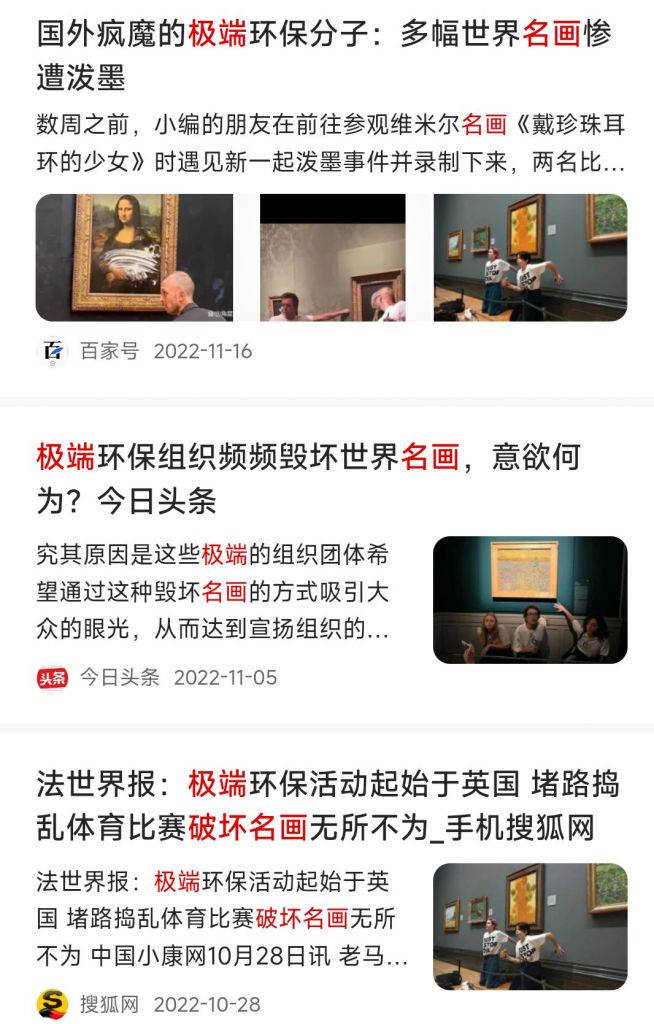 国外疯魔的极端环保分子：多幅世界名画惨
遭泼墨
数周之前，小编的朋友在前往参观维米尔名画《戴珍珠耳
环的少女》时遇见新一起泼墨事件并录制下来，两名比...
JUST
STOP
百家号 2022-11-16
极端环保组织频频毁坏世界名画，意欲何
为？今日头条
究其原因是这些极端的组织团体希
望通过这种毁坏名画的方式吸引大
众的眼光，从而达到宣扬组织的...
头条 今日头条 2022-11-05
法世界报：极端环保活动起始于英国 堵路捣
乱体育比赛破坏名画无所不为_手机搜狐网
法世界报：极端环保活动起始于英
国 堵路捣乱体育比赛破坏名画无所
不为 中国小康网10月28日讯 老马...
JUST
STOP
搜狐网 2022-10-28